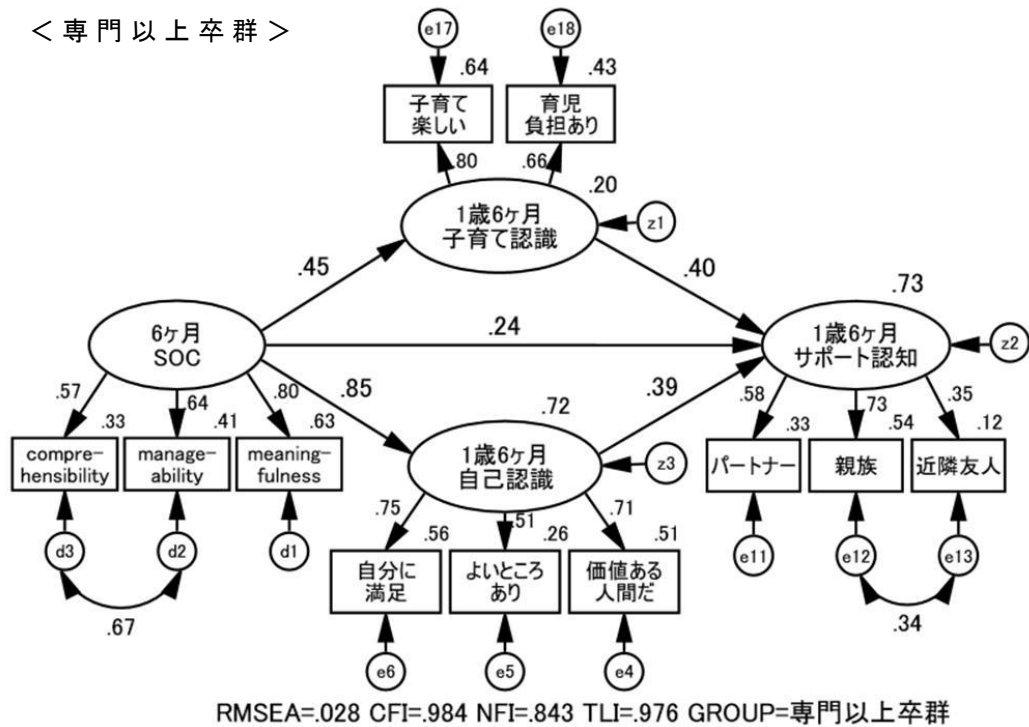 ＜専門以上卒群＞
e17
e18
.64
.43
子育て
楽しい
育児
負担あり
.80
.66
.20
1歳6ヶ月
子育て認識
z1
.45
.40
.73
6ヶ月
SOC
.24
1歳6ヶ月
サポート認知
z2
.57
.33
.64
.41
.80
.63
.85
.39
.72
.58
.33
.73
.54
.35
.12
compre-
hensibility
manage-
ability
meaning-
fulness
1歳6ヶ月
自己認識
z3
パートナー
親族
近隣友人
.75
.56
.51
.26
.71
.51
d3
d2
d1
自分に
満足
よいところ
あり
価値ある
人間だ
e11
e12
e13
.67
.34
e6
e5
e4
RMSEA=.028 CFI=.984 NFI=.843 TLI=.976 GROUP=専門以上卒群